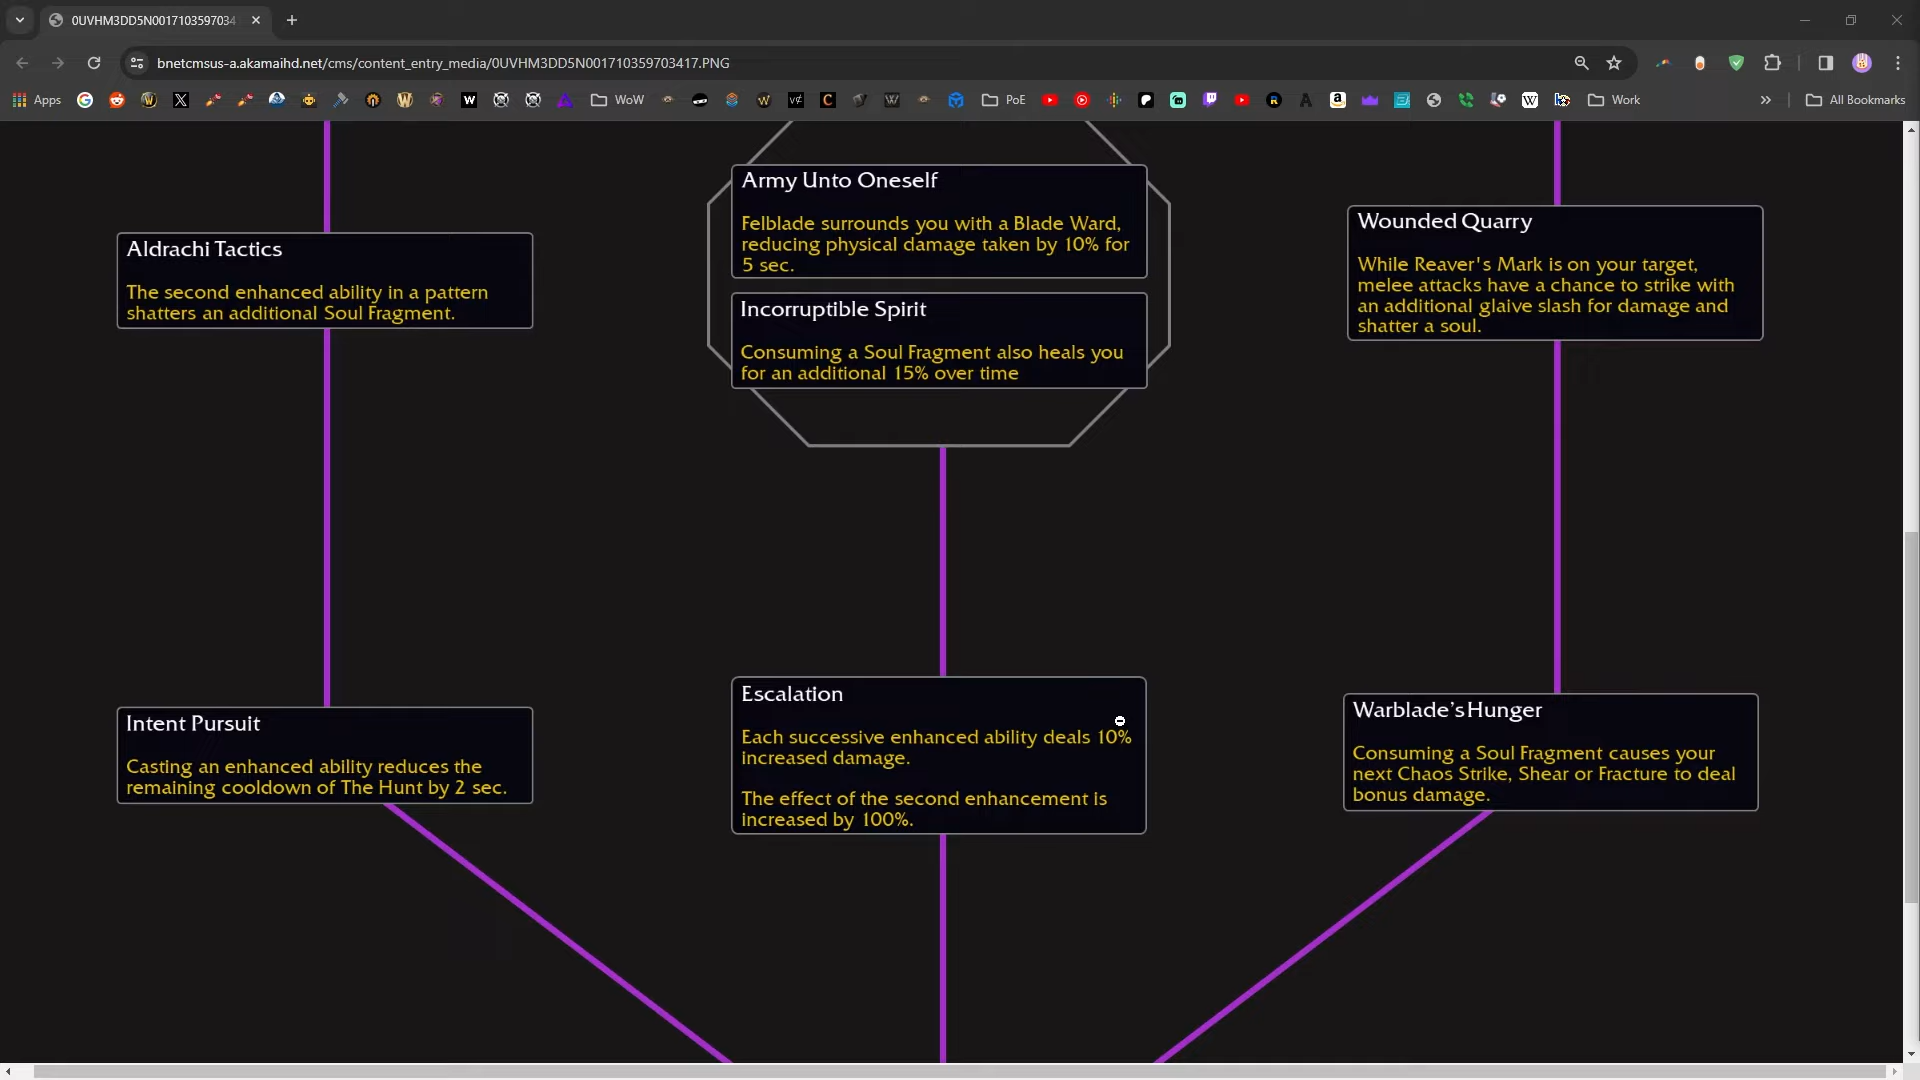 0UVHM3DD5N001710359703
bnetcmsus-a.akamaihd.net/cms/content_entry_media/0UVHM3DD5N001710359703417.PNG
Apps
WoW
PoE
Work
All Bookmarks
Army Unto Oneself
Felblade surrounds you with a Blade Ward,
reducing physical damage taken by 10% for
5 sec.
Incorruptible Spirit
Consuming a Soul Fragment also heals you
for an additional 15% over time
Aldrachi Tactics
The second enhanced ability in a pattern
shatters an additional Soul Fragment.
Wounded Quarry
While Reaver's Mark is on your target,
melee attacks have a chance to strike with
an additional glaive slash for damage and
shatter a soul.
Intent Pursuit
Casting an enhanced ability reduces the
remaining cooldown of The Hunt by 2 sec.
Escalation
Each successive enhanced ability deals 10%
increased damage.
The effect of the second enhancement is
increased by 100%.
Warblade's Hunger
Consuming a Soul Fragment causes your
next Chaos Strike, Shear or Fracture to deal
bonus damage.